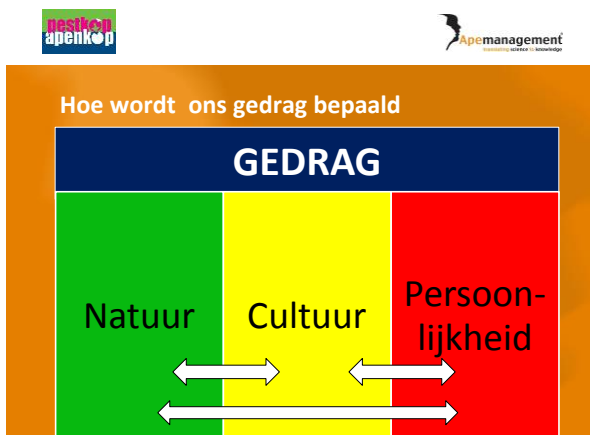 pestkop
apenkop
Apemanagement
translating science to knowledge
Hoe wordt  ons gedrag bepaald
GEDRAG
Natuur
Cultuur
Persoon-
lijkheid